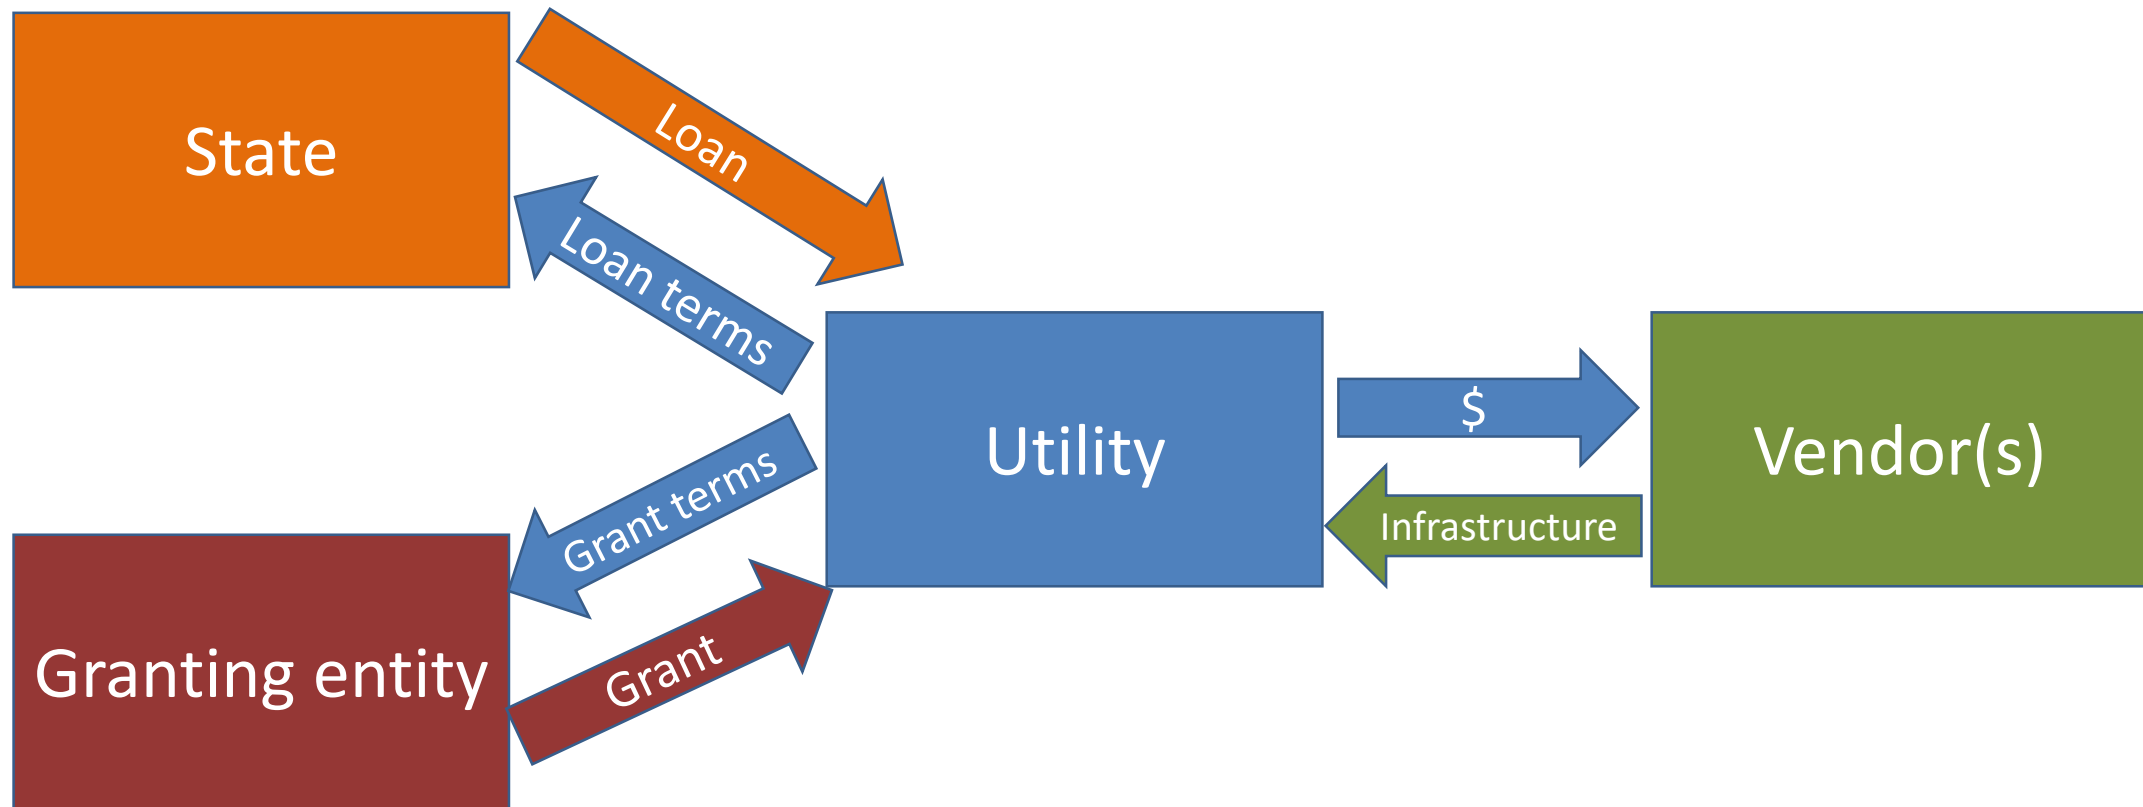 State
Loan
Loan terms
Utility
$
Vendor(s)
Infrastructure
Grant terms
Granting entity
Grant